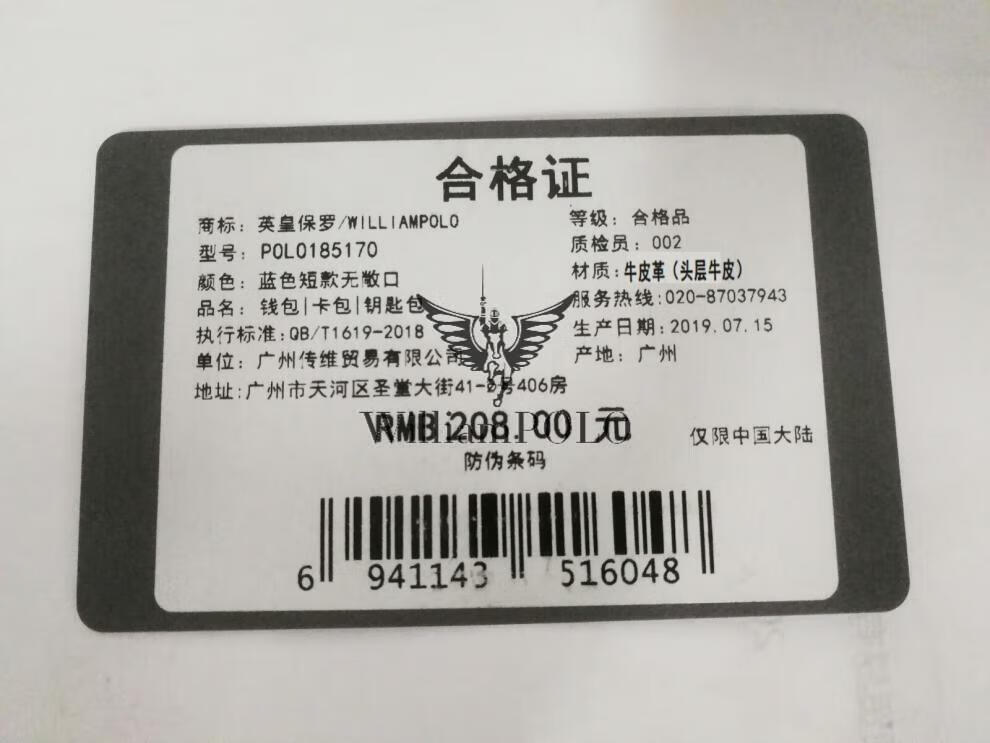 合格证
商标: 英皇保罗/WILLIAMPOLO
型号: POLO185170
颜色: 蓝色短款无敞口
品名: 钱包|卡包|钥匙包
执行标准:QB/T1619-2018
单位: 广州传维贸易有限公司
地址:广州市天河区圣堂大街41-号406房
等级: 合格品
质检员: 002
材质:牛皮革(头层牛皮)
服务热线:020-87037943
生产日期:2019.07.15
产地: 广州
RMB:208.00 元
WilliamPOLO
仅限中国大陆
防伪条码
6 941143 516048